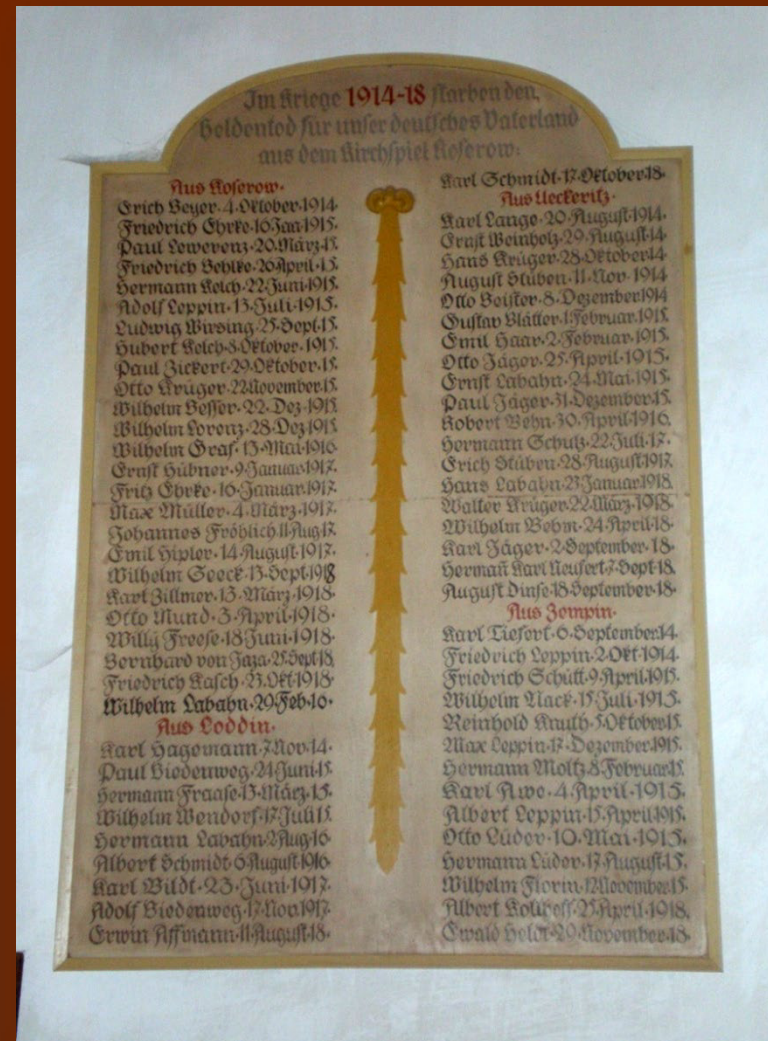 Im Kriege 1914-18 starben den
Heldentod für unser deutsches Vaterland
aus dem Kirchspiel Koserow:
Aus Koserow.
Erich Beyer·4·Oktober·1914
Friedrich Ehrke·16·Jan·1915·
Paul Lewerenz·20·März·15·
Friedrich Behlke·26·April·15·
Hermann Kelch·22·Juni·1915·
Adolf Leppin·13·Juli·1915·
Ludwig Wirsing·25·Sept·15·
Hubert Kelch·8·Oktober·1915·
Paul Zickert·29·Oktober·15·
Otto Krüger·22·November·15·
Wilhelm Besser·22·Dez·1915·
Wilhelm Lorenz·28·Dez·1915·
Wilhelm Graf·13·Mai·1916·
Ernst Hübner·9·Januar·1917·
Fritz Ehrke·16·Januar·1917·
Max Müller·4·März·1917·
Johannes Fröhlich·11·Aug·17·
Emil Hipler·14·August·1917·
Wilhelm Seeck·13·Sept·1918
Karl Zillmer·13·März·1918·
Otto Mund·3·April·1918·
Willy Freese·18·Juni·1918·
Bernhard von Jaza·25·Sept·18·
Friedrich Kasch·23·Okt·1918·
Wilhelm Labahn·29·Feb·16·
Aus Loddin·
Karl Hagemann·7·Nov·14·
Paul Biedenweg·24·Juni·15·
Hermann Fraase·13·März·15·
Wilhelm Wendorf·17·Juli·15·
Hermann Labahn·2·Aug·16·
Albert Schmidt·6·August·1916·
Karl Wildt·23·Juni·1917·
Adolf Biedenweg·17·Nov·1917·
Erwin Affmann·11·August·18·
Karl Schmidt·17·Oktober·18·
Aus Ueckeritz·
Karl Lange·20·August·1914·
Ernst Weinholz·29·August·14·
Hans Krüger·28·Oktober·14·
August Stüben·11·Nov·1914
Otto Beister·8·Dezember·1914
Gustav Blätter·1·Februar·1915·
Emil Haar·2·Februar·1915·
Otto Jäger·25·April·1915·
Ernst Labahn·24·Mai·1915·
Paul Jäger·31·Dezember·15·
Robert Behn·30·April·1916·
Hermann Schulz·22·Juli·17·
Erich Stüben·28·August·1917·
Hans Labahn·23·Januar·1918·
Walter Krüger·22·März·1918·
Wilhelm Behm·24·April·18·
Karl Jäger·2·September·18·
Hermañ Karl Neufert·7·Sept·18·
August Dinse·18·September·18·
Aus Zempin·
Karl Tiefert·6·September·14·
Friedrich Leppin·2·Okt·1914·
Friedrich Schütt·9·April·1915·
Wilhelm Nack·15·Juli·1915·
Reinhold Knuth·5·Oktober·15·
Max Leppin·17·Dezember·1915·
Hermann Moltz·8·Februar·15·
Karl Awe·4·April·1915·
Albert Leppin·15·April·1915·
Otto Lüder·10·Mai·1915·
Hermann Lüder·17·August·15·
Wilhelm Fiorin·12·November·15·
Albert·25·April·1918·
Ewald Heldt·29·November·18·